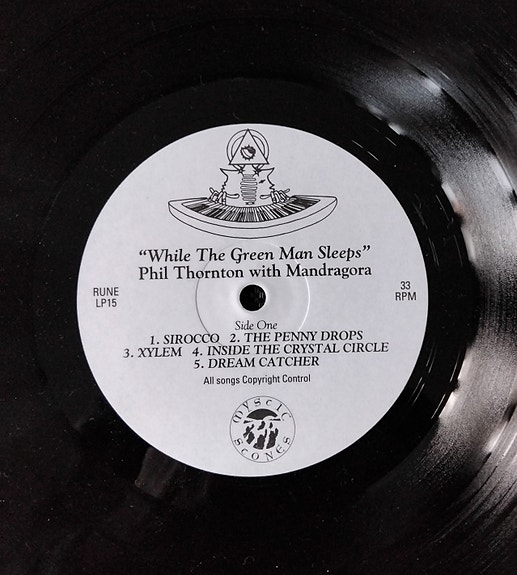 “While The Green Man Sleeps”
Phil Thornton with Mandragora
RUNE
LP15
33
RPM
Side One
1. SIROCCO 2. THE PENNY DROPS
3. XYLEM 4. INSIDE THE CRYSTAL CIRCLE
5. DREAM CATCHER
All songs Copyright Control
MYSTIC
STONES